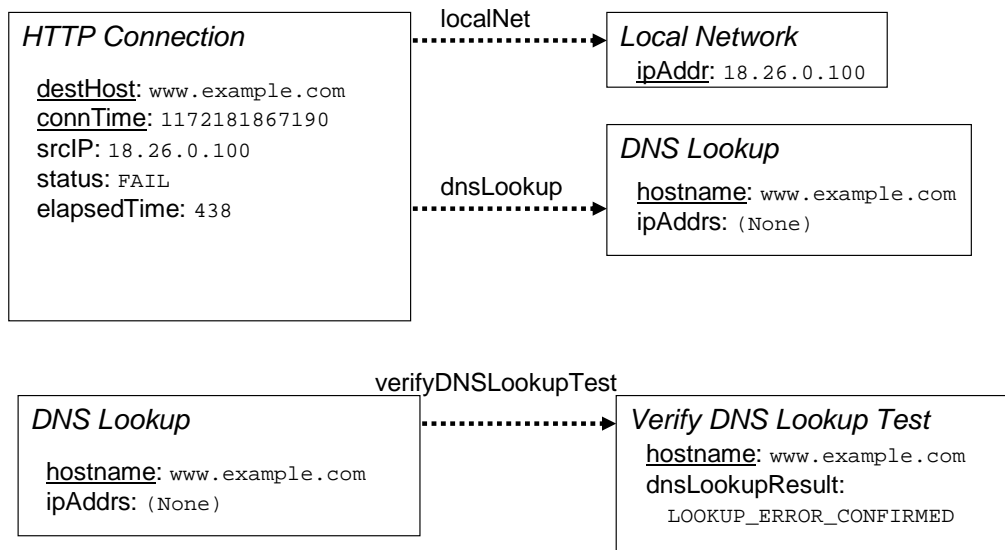 localNet
HTTP Connection
destHost: www.example.com
connTime: 1172181867190
srcIP: 18.26.0.100
status: FAIL
elapsedTime: 438
Local Network
ipAddr: 18.26.0.100
dnsLookup
DNS Lookup
hostname: www.example.com
ipAddrs: (None)
verifyDNSLookupTest
DNS Lookup
hostname: www.example.com
ipAddrs: (None)
Verify DNS Lookup Test
hostname: www.example.com
dnsLookupResult:
LOOKUP_ERROR_CONFIRMED